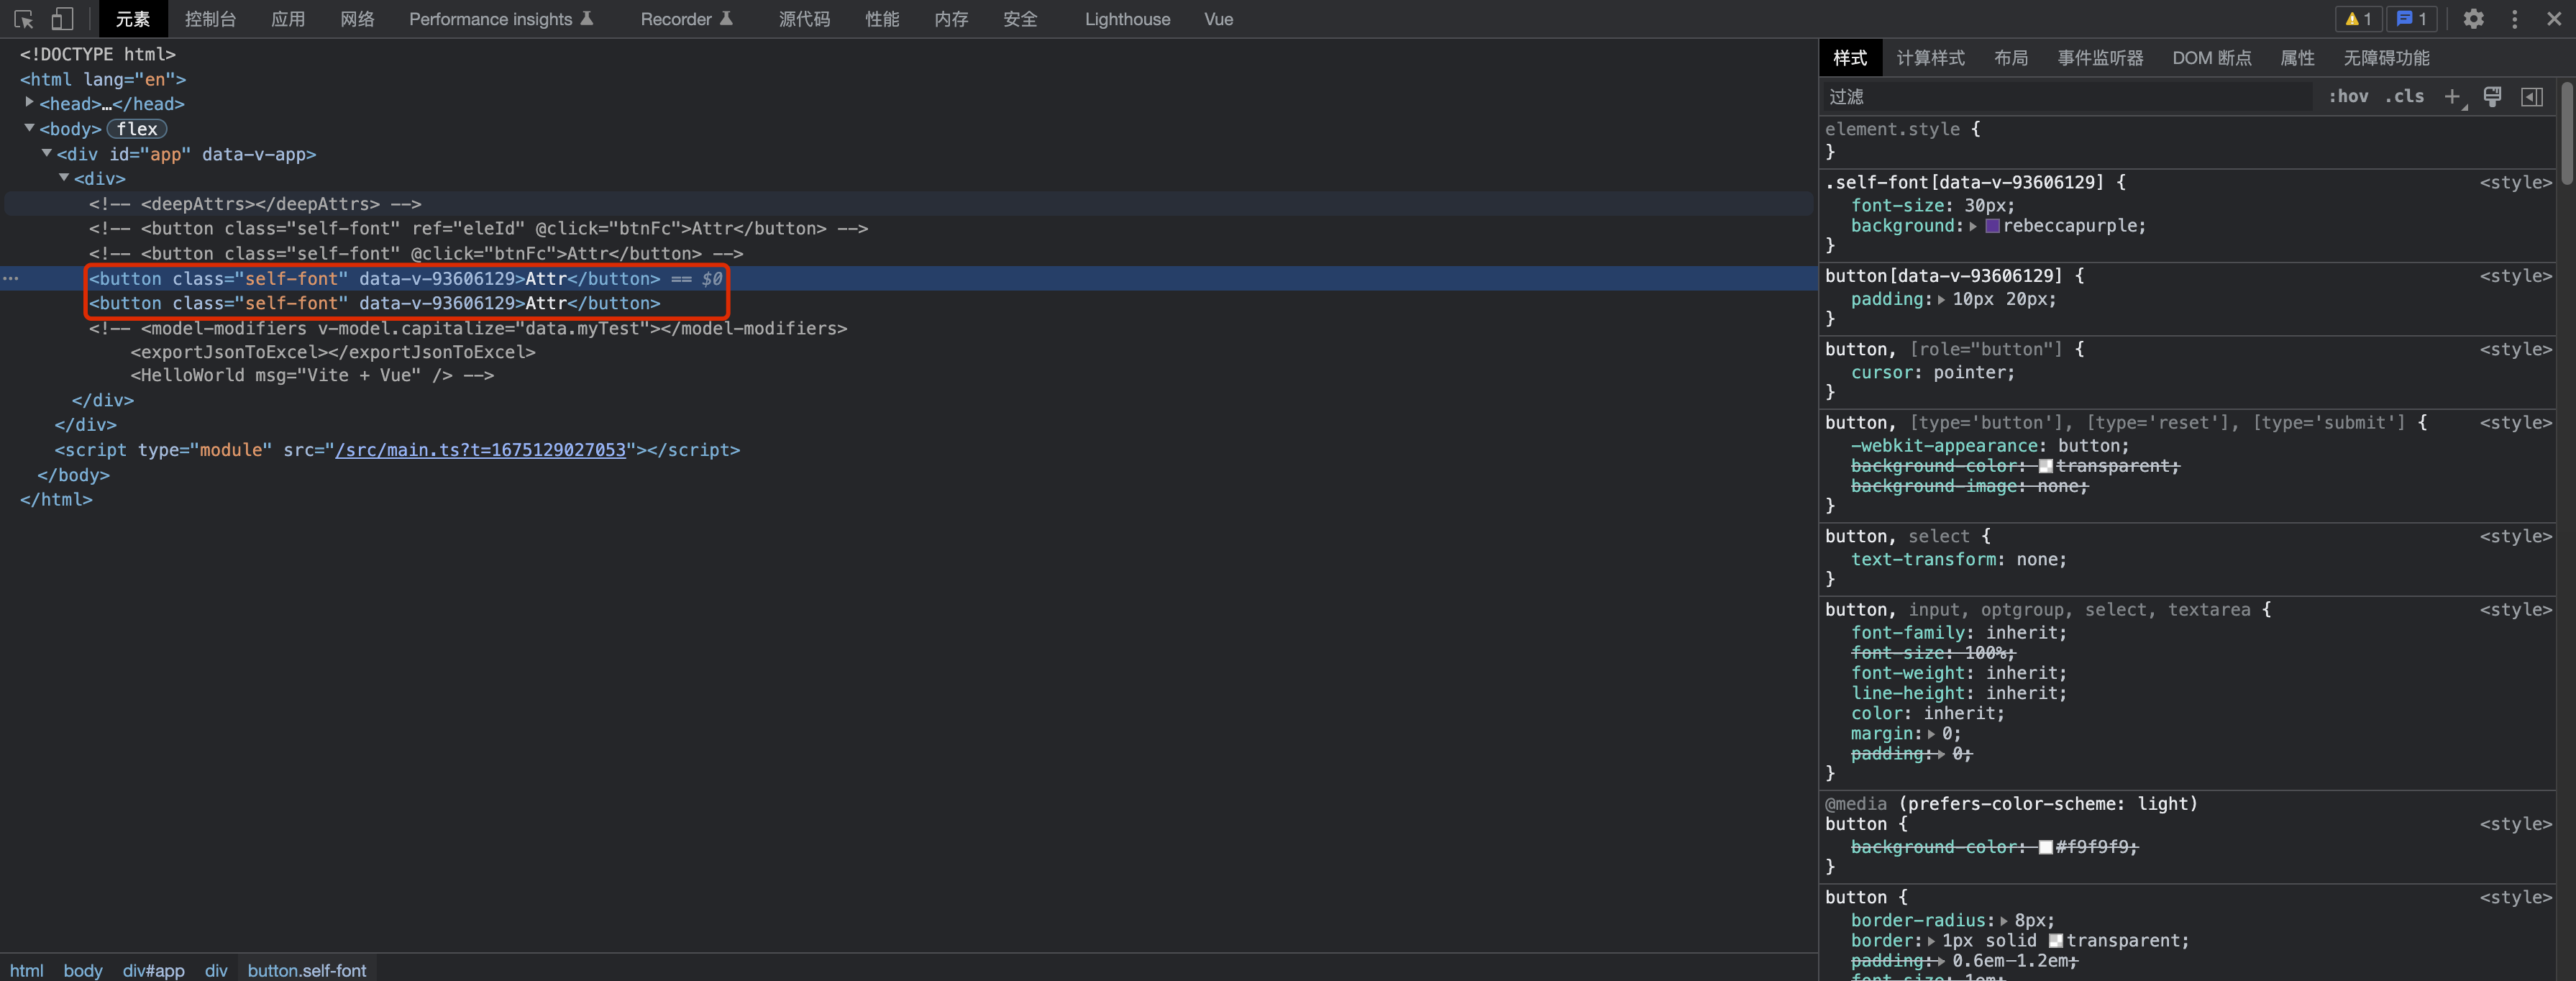 元素 控制台 应用 网络 Performance insights Recorder 源代码 性能 内存 安全 Lighthouse Vue 1 1
<!DOCTYPE html>
<html lang="en">
<head>…</head>
<body> flex
<div id="app" data-v-app>
<div>
<!-- <deepAttrs></deepAttrs> -->
<!-- <button class="self-font" ref="eleId" @click="btnFc">Attr</button> -->
<!-- <button class="self-font" @click="btnFc">Attr</button> -->
<button class="self-font" data-v-93606129>Attr</button> == $0
<button class="self-font" data-v-93606129>Attr</button>
<!-- <model-modifiers v-model.capitalize="data.myTest"></model-modifiers>
<exportJsonToExcel></exportJsonToExcel>
<HelloWorld msg="Vite + Vue" /> -->
</div>
</div>
<script type="module" src="/src/main.ts?t=1675129027053"></script>
</body>
</html>
html body div#app div button.self-font
样式 计算样式 布局 事件监听器 DOM 断点 属性 无障碍功能
过滤 :hov .cls
element.style {
}
.self-font[data-v-93606129] { <style>
font-size: 30px;
background: rebeccapurple;
}
button[data-v-93606129] { <style>
padding: 10px 20px;
}
button, [role="button"] { <style>
cursor: pointer;
}
button, [type='button'], [type='reset'], [type='submit'] { <style>
-webkit-appearance: button;
background-color: transparent;
background-image: none;
}
button, select { <style>
text-transform: none;
}
button, input, optgroup, select, textarea { <style>
font-family: inherit;
font-size: 100%;
font-weight: inherit;
line-height: inherit;
color: inherit;
margin: 0;
padding: 0;
}
@media (prefers-color-scheme: light)
button { <style>
background-color: #f9f9f9;
}
button { <style>
border-radius: 8px;
border: 1px solid transparent;
padding: 0.6em 1.2em;
font-size: 1em;